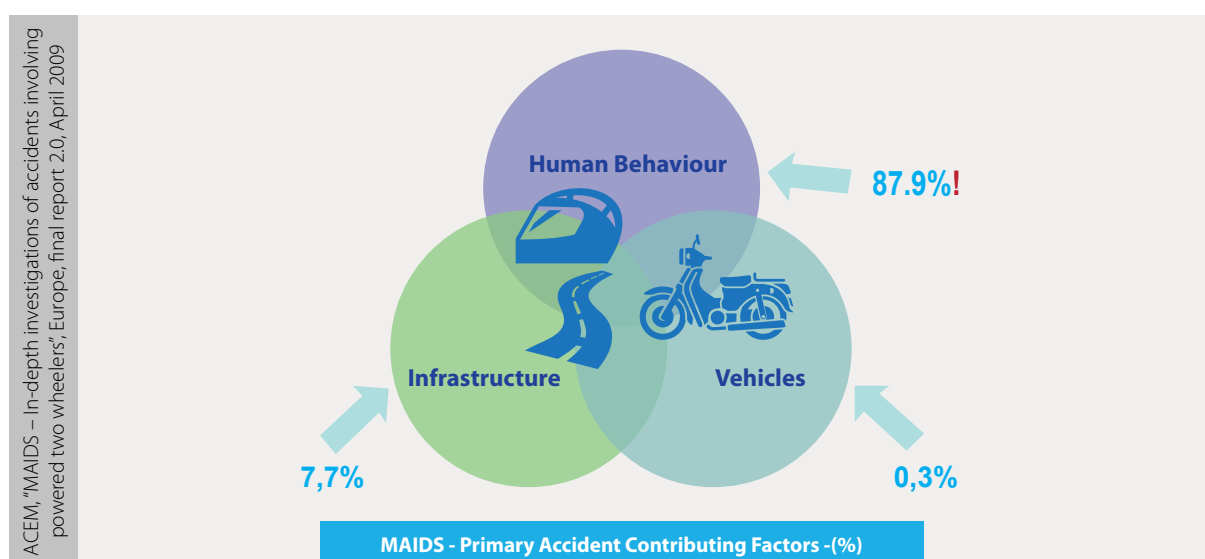 ACEM, "MAIDS – In-depth investigations of accidents involving
powered two wheelers", Europe, final report 2.0, April 2009
Human Behaviour
87.9%!
Infrastructure
Vehicles
7,7%
0,3%
MAIDS - Primary Accident Contributing Factors -(%)